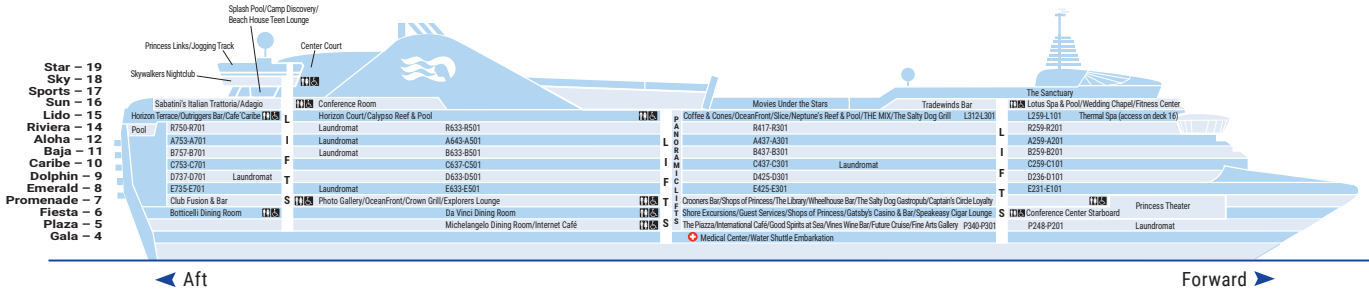 Splash Pool/Camp Discovery/
Beach House Teen Lounge
Princess Links/Jogging Track
Center Court
Skywalkers Nightclub
Star – 19
Sky – 18
Sports – 17
The Sanctuary
Sun – 16
Sabatini's Italian Trattoria/Adagio
Conference Room
Movies Under the Stars
Tradewinds Bar
Lotus Spa & Pool/Wedding Chapel/Fitness Center
Lido – 15
Horizon Terrace/Outriggers Bar/Cafe' Caribe
Horizon Court/Calypso Reef & Pool
Coffee & Cones/OceanFront/Slice/Neptune's Reef & Pool/THE MIX/The Salty Dog Grill
L312-L301
L259-L101
Thermal Spa (access on deck 16)
Riviera – 14
Pool
R750-R701
Laundromat
R633-R501
R417-R301
R259-R201
Aloha – 12
A753-A701
Laundromat
A643-A501
A437-A301
A259-A201
Baja – 11
B757-B701
Laundromat
B633-B501
B437-B301
B259-B201
Caribe – 10
C753-C701
C637-C501
C437-C301
Laundromat
C259-C101
Dolphin – 9
D737-D701
Laundromat
D633-D501
D425-D301
D236-D101
Emerald – 8
E735-E701
Laundromat
E633-E501
E425-E301
E231-E101
Promenade – 7
Club Fusion & Bar
Photo Gallery/OceanFront/Crown Grill/Explorers Lounge
Crooners Bar/Shops of Princess/The Library/Wheelhouse Bar/The Salty Dog Gastropub/Captain's Circle Loyalty
Princess Theater
Fiesta – 6
Botticelli Dining Room
Da Vinci Dining Room
Shore Excursions/Guest Services/Shops of Princess/Gatsby's Casino & Bar/Speakeasy Cigar Lounge
Conference Center Starboard
Plaza – 5
Michelangelo Dining Room/Internet Café
The Piazza/International Café/Good Spirits at Sea/Vines Wine Bar/Future Cruise/Fine Arts Gallery
P340-P301
P248-P201
Laundromat
Gala – 4
Medical Center/Water Shuttle Embarkation
LIFTS
LIFTS
PANORAMIC LIFTS
LIFTS
Aft
Forward